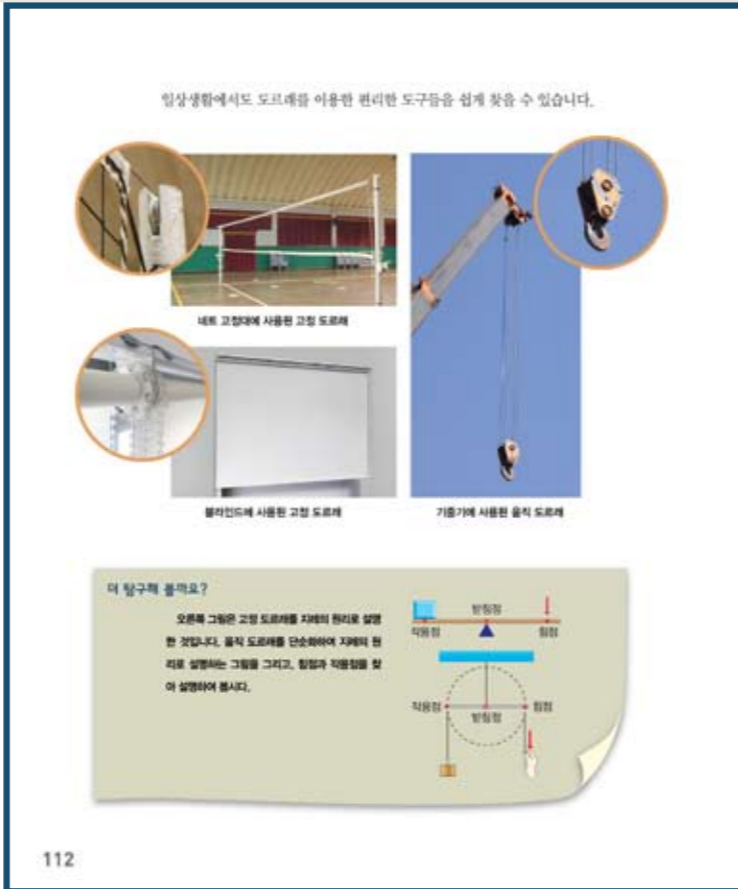 일상생활에서도 도르래를 이용한 편리한 도구들을 쉽게 찾을 수 있습니다.
네트 고정대에 사용된 고정 도르래
블라인드에 사용된 고정 도르래
기중기에 사용된 움직 도르래
더 탐구해 볼까요?
오른쪽 그림은 고정 도르래를 지레의 원리로 설명
한 것입니다. 움직 도르래를 단순화하여 지레의 원
리로 설명하는 그림을 그리고, 힘점과 작용점을 찾
아 설명하여 봅시다.
받침점
작용점
힘점
작용점
받침점
힘점
112